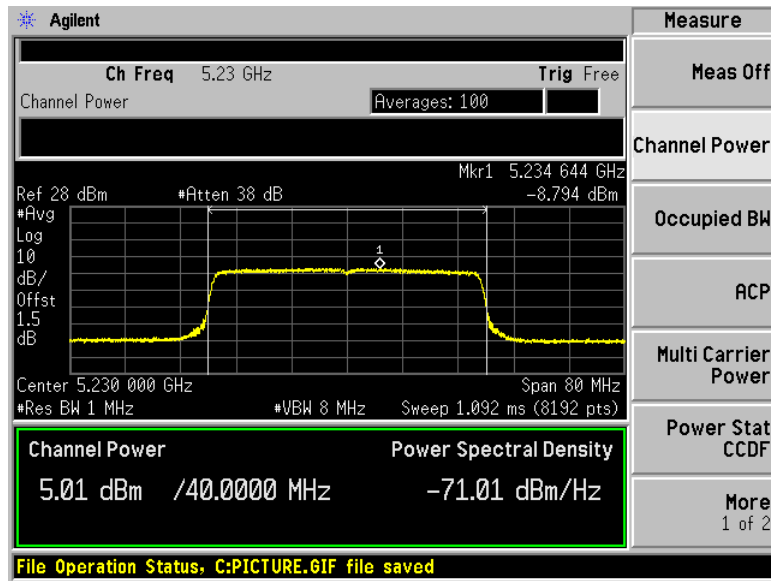 Agilent
Measure
Ch Freq 5.23 GHz Trig Free
Channel Power Averages: 100
Mkr1 5.234 644 GHz
Ref 28 dBm #Atten 38 dB -8.794 dBm
#Avg
Log
10
dB/
Offst
1.5
dB
1
Center 5.230 000 GHz Span 80 MHz
#Res BW 1 MHz #VBW 8 MHz Sweep 1.092 ms (8192 pts)
Channel Power Power Spectral Density
5.01 dBm /40.0000 MHz -71.01 dBm/Hz
File Operation Status, C:PICTURE.GIF file saved
Meas Off
Channel Power
Occupied BW
ACP
Multi Carrier
Power
Power Stat
CCDF
More
1 of 2